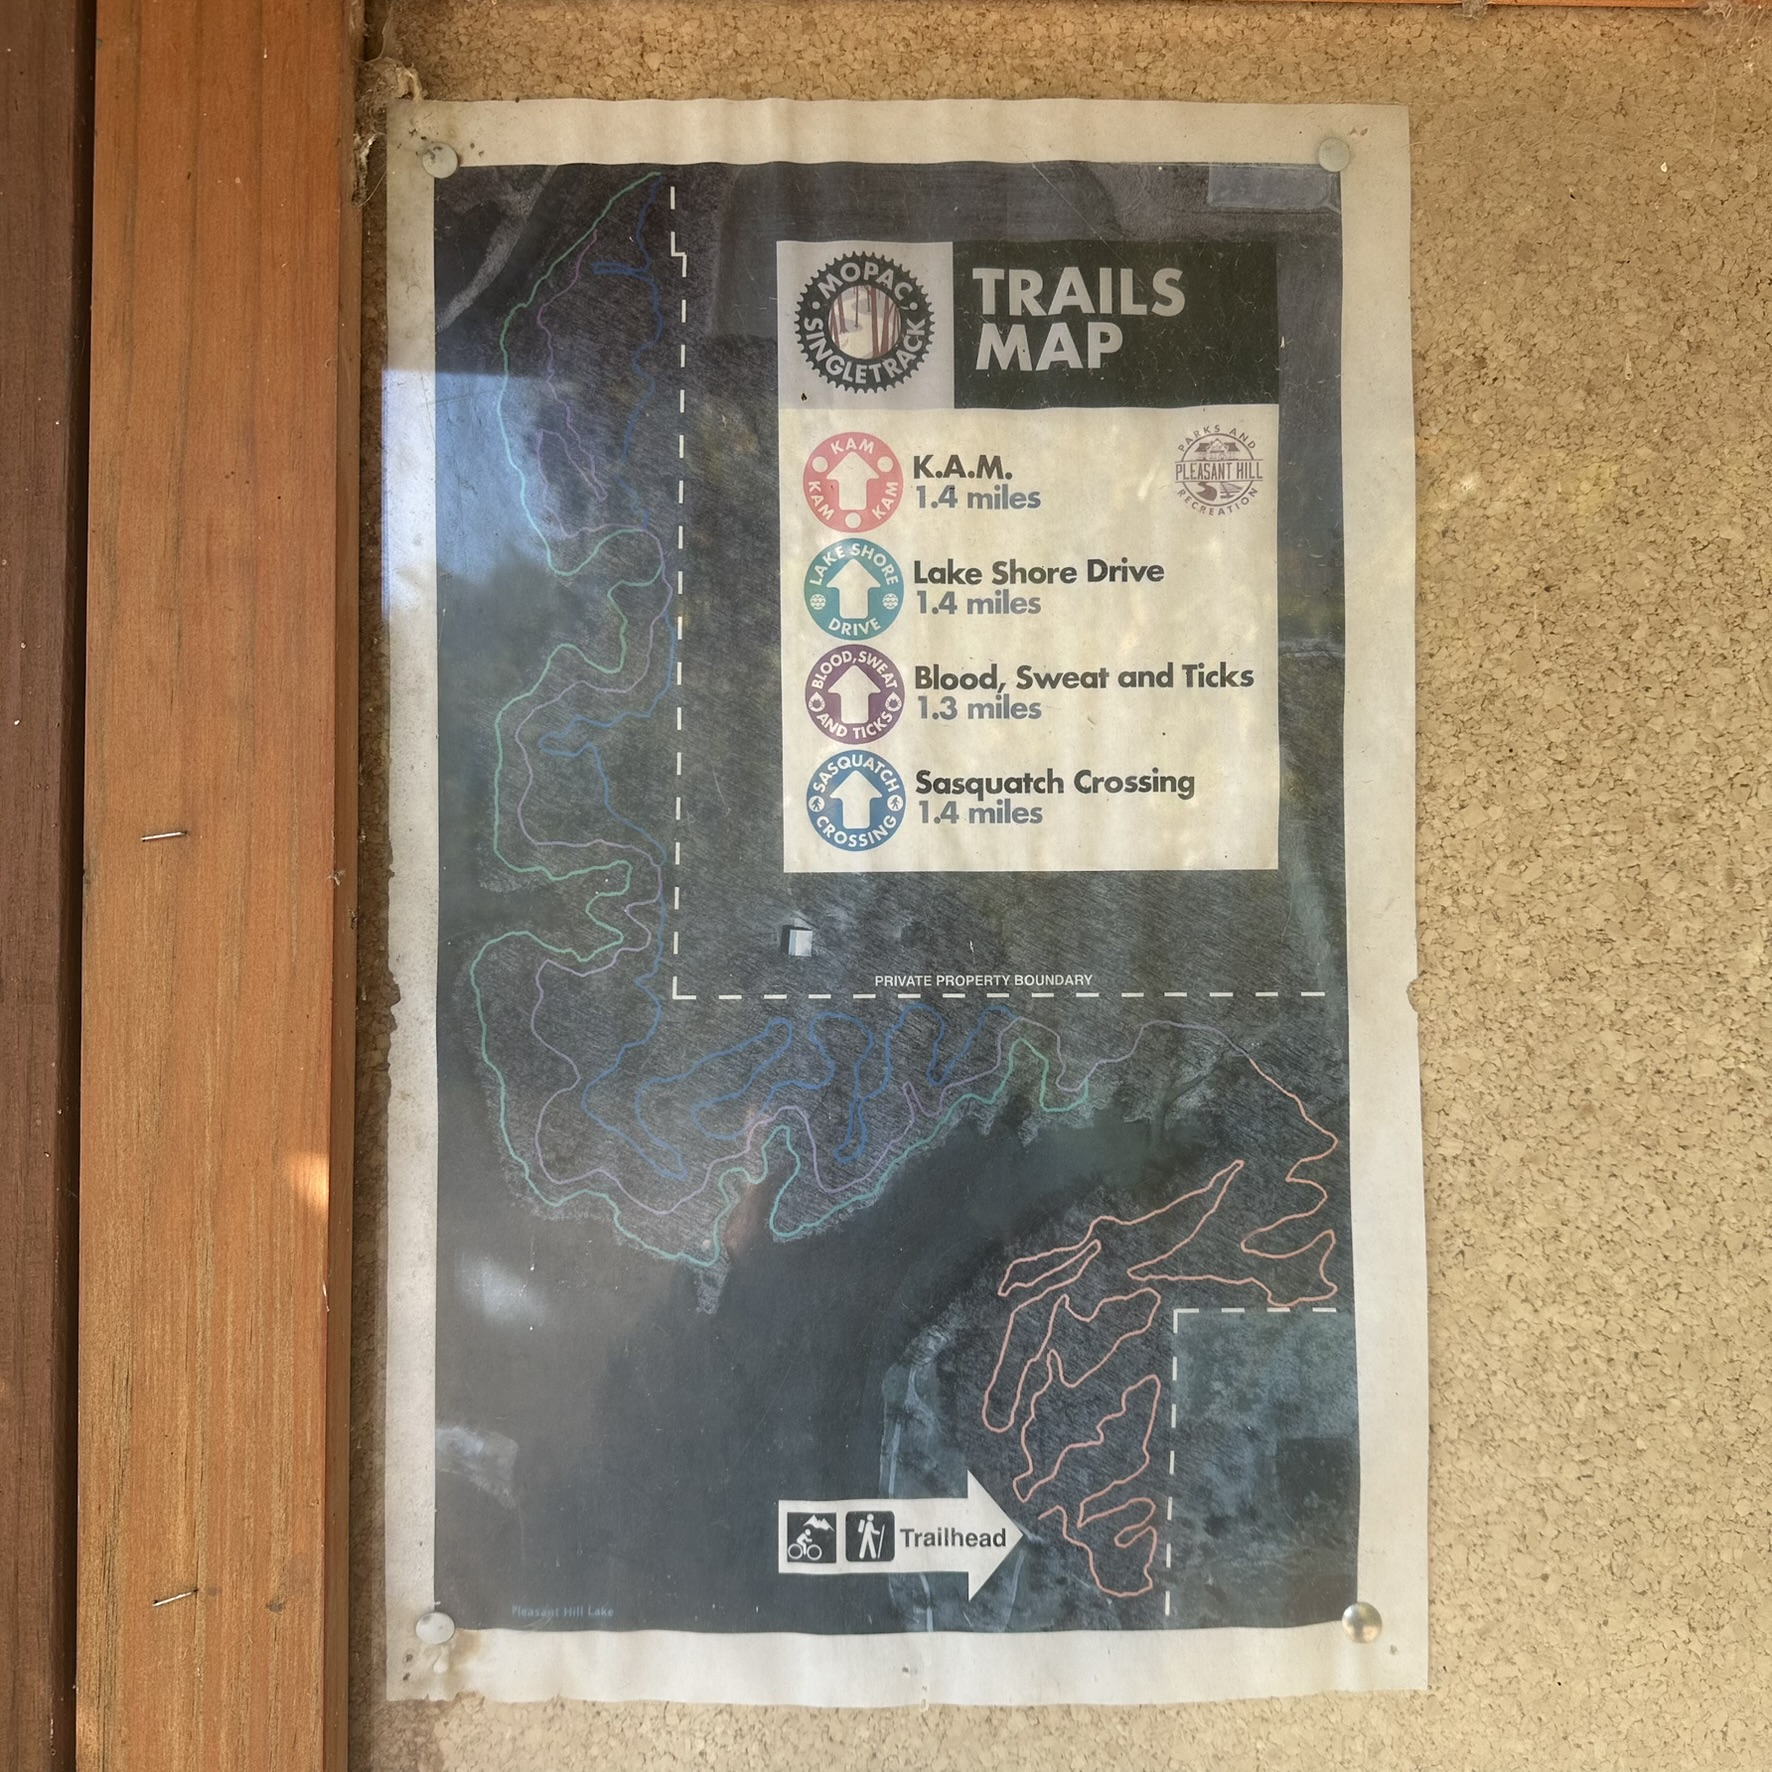 MOPAC
SINGLETRACK
TRAILS
MAP
PARKS AND
PLEASANT HILL
RECREATION
KAM
KAM
KAM
K.A.M.
1.4 miles
LAKE SHORE
DRIVE
Lake Shore Drive
1.4 miles
BLOOD, SWEAT
AND TICKS
Blood, Sweat and Ticks
1.3 miles
SASQUATCH
CROSSING
Sasquatch Crossing
1.4 miles
PRIVATE PROPERTY BOUNDARY
Trailhead
Pleasant Hill Lake